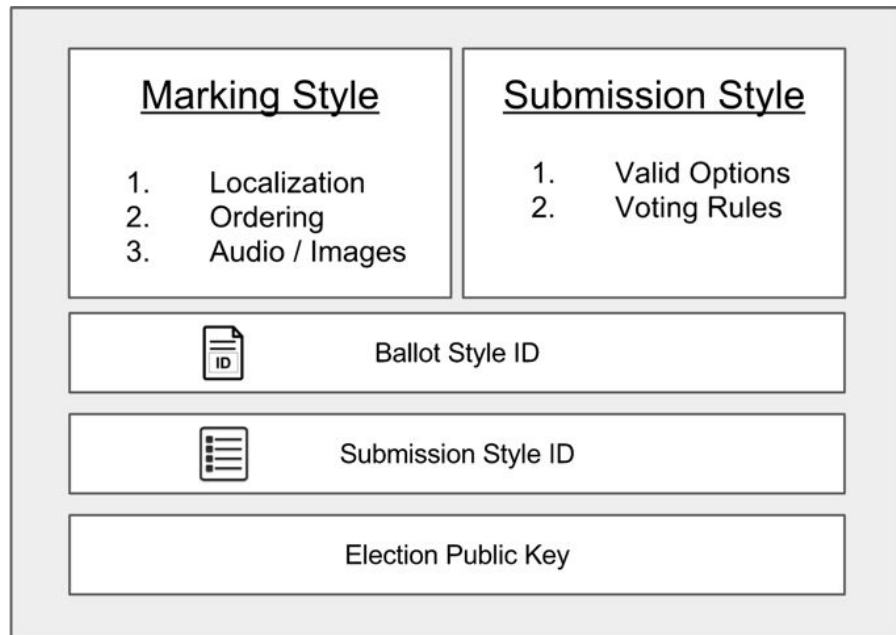 Marking Style
1. Localization
2. Ordering
3. Audio / Images
Submission Style
1. Valid Options
2. Voting Rules
ID
Ballot Style ID
Submission Style ID
Election Public Key